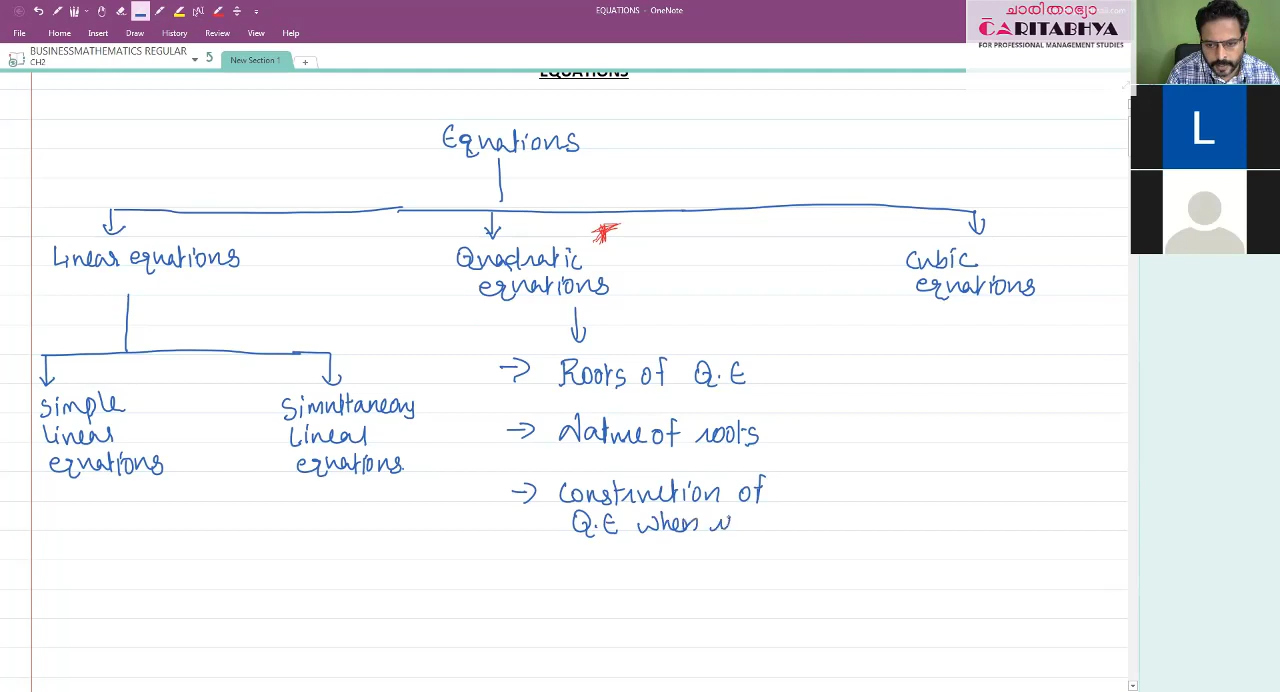 EQUATIONS - OneNote
ചാരിതാഭ്യാ
CARITABHYA
FOR PROFESSIONAL MANAGEMENT STUDIES
File Home Insert Draw History Review View Help
BUSINESSMATHEMATICS REGULAR
CH2
New Section 1
EQUATIONS
Equations
Linear equations
Quadratic
equations
Cubic
equations
Simple
linear
equations
Simultaneous
Linear
equations.
→ Roots of Q.E
→ Nature of roots
→ Construction of
Q.E when
L